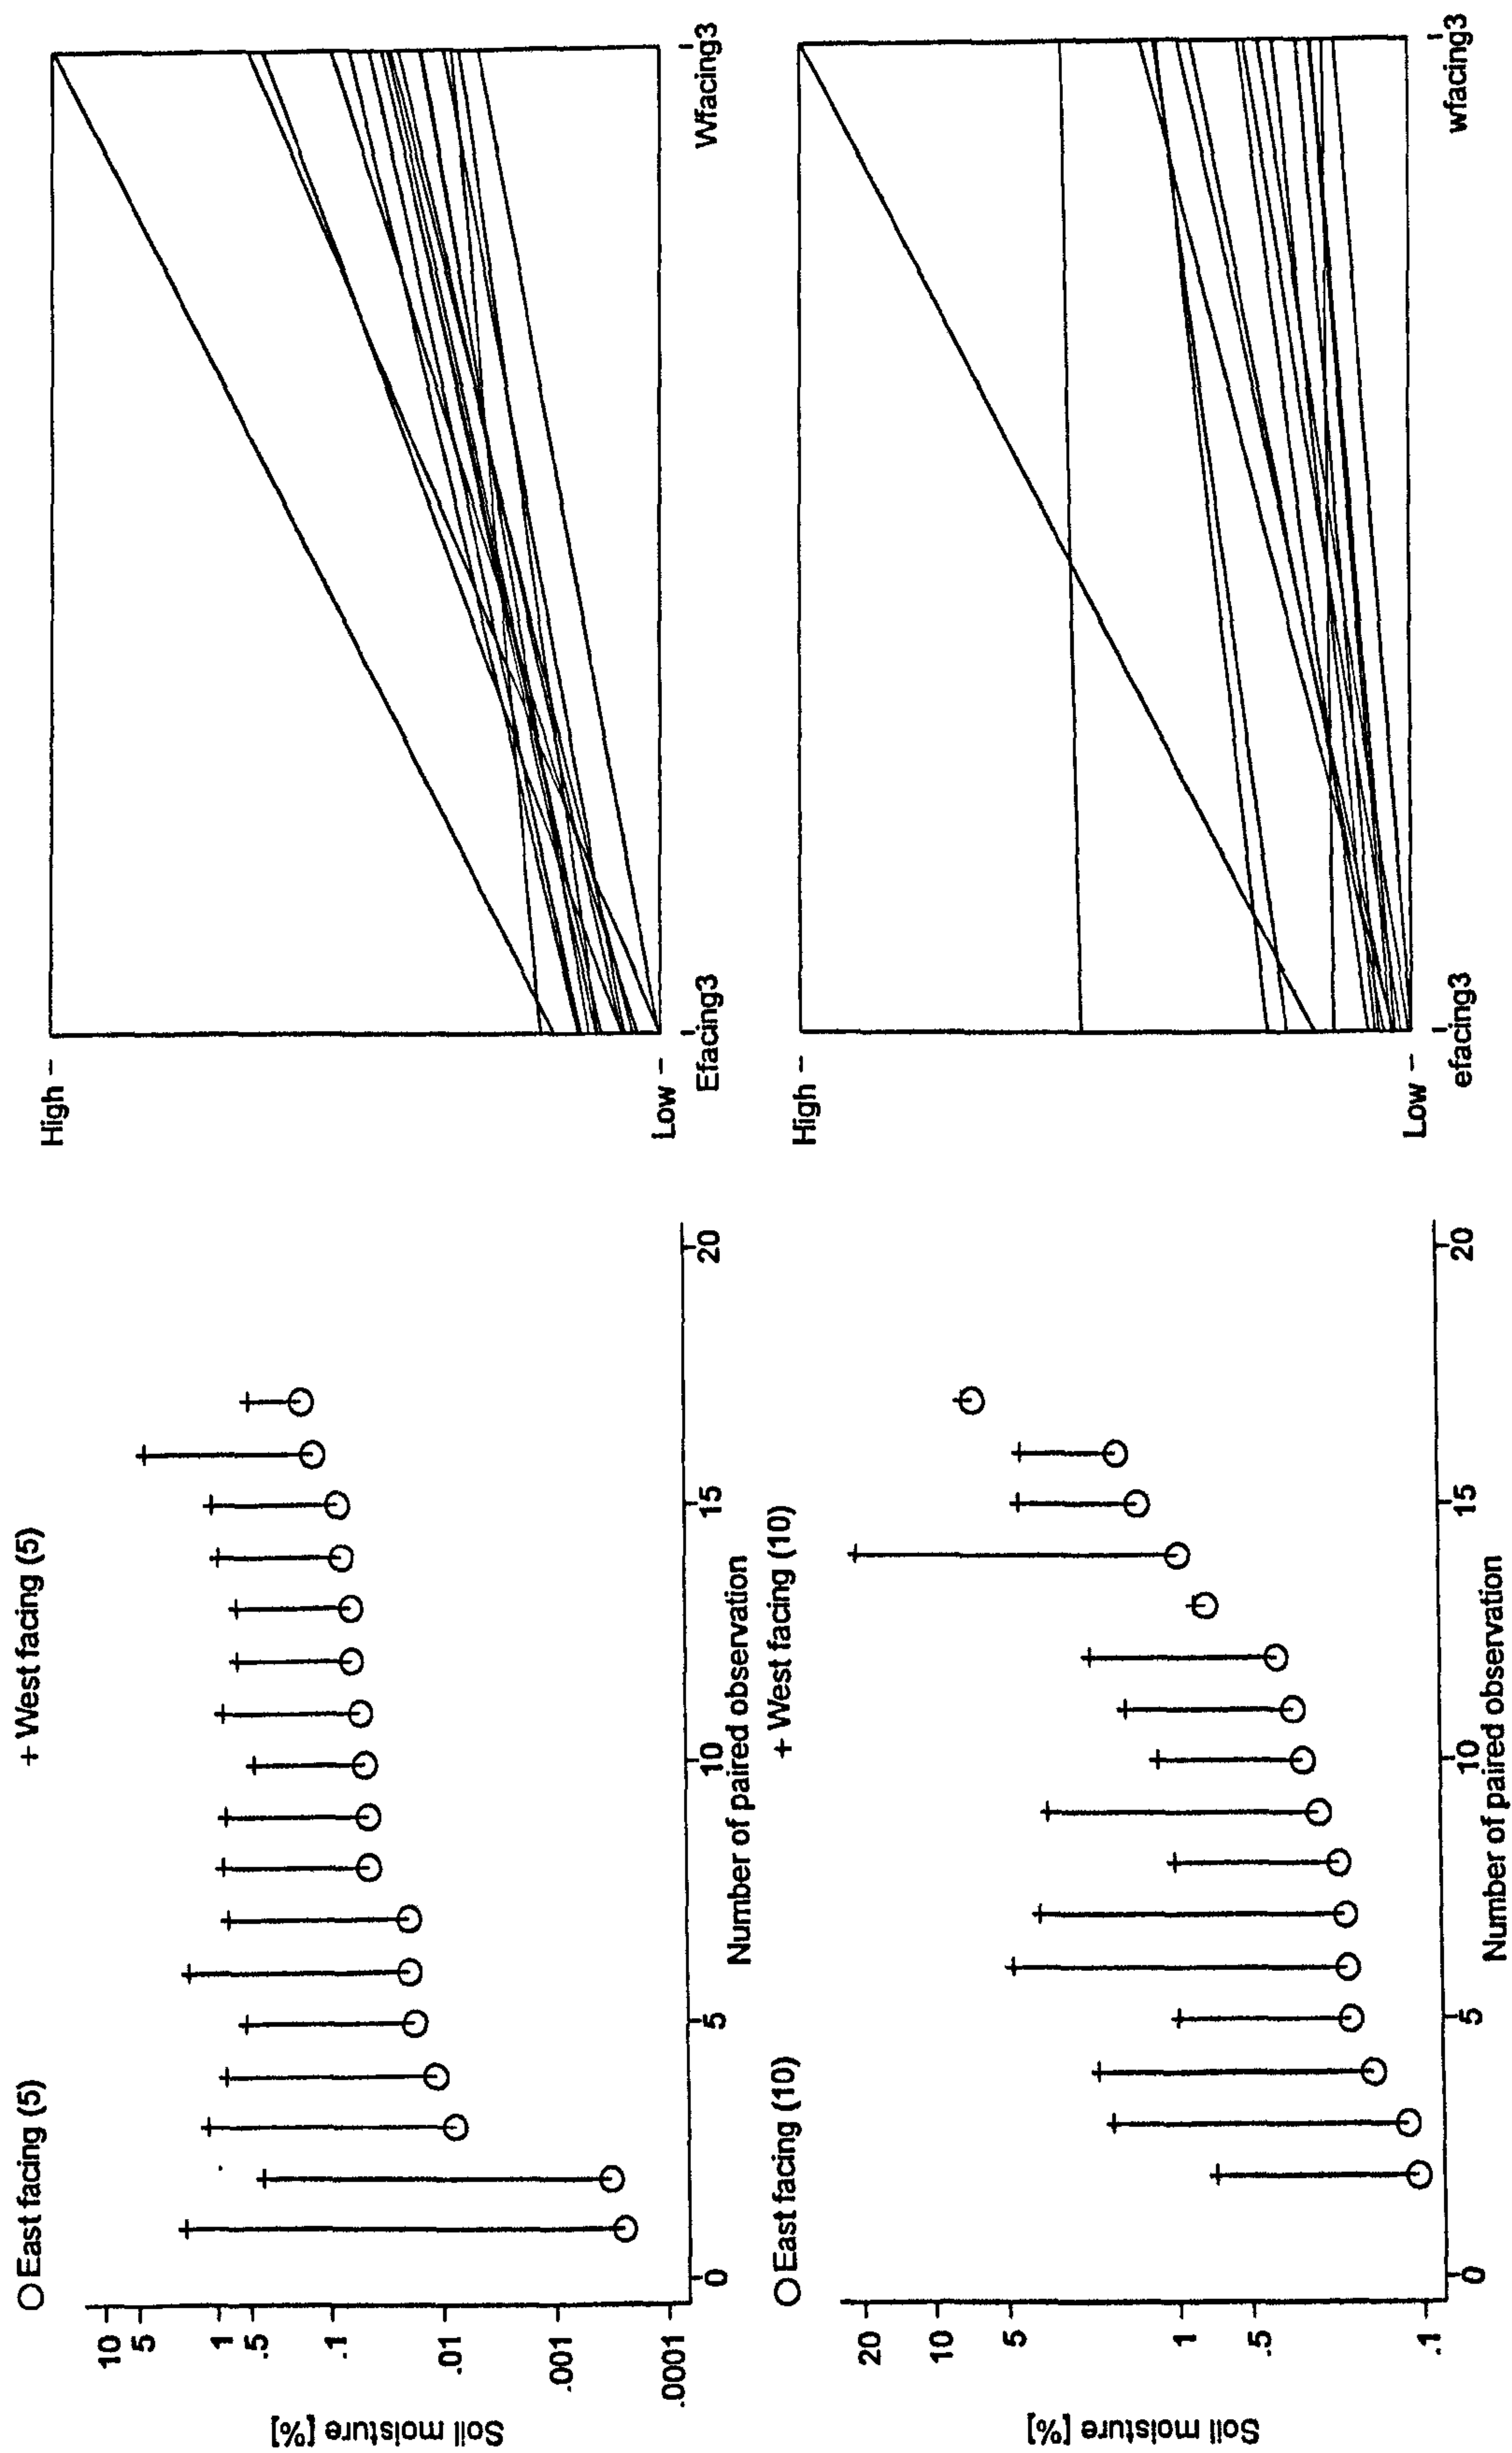 ○ East facing (5) + West facing (5)
10
5
1
.5
.1
.01
.001
.0001
Soil moisture [%]
0 5 10 15 20
Number of paired observation
High
Low
Efacing3 Wfacing3
○ East facing (10) + West facing (10)
20
10
5
1
.5
.1
Soil moisture [%]
0 5 10 15 20
Number of paired observation
High
Low
efacing3 wfacing3